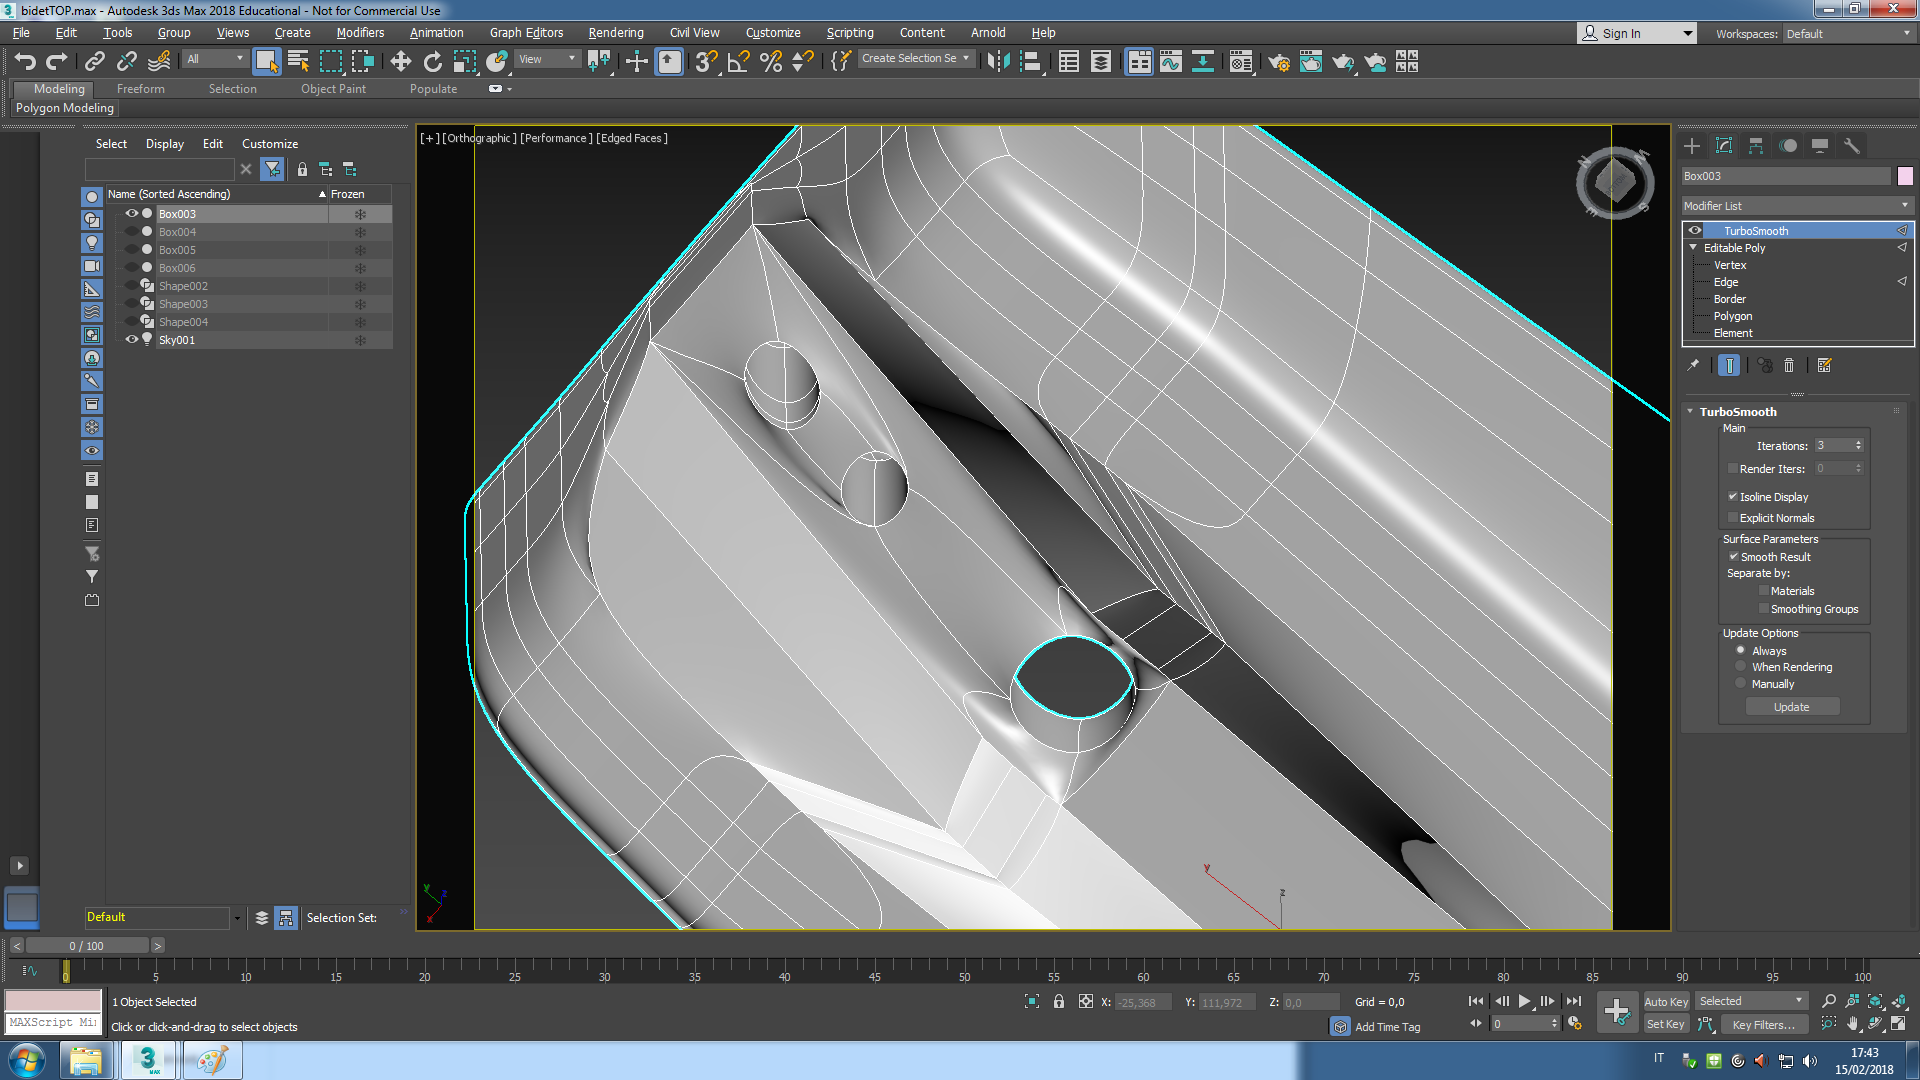 bidetTOP.max - Autodesk 3ds Max 2018 Educational - Not for Commercial Use
File Edit Tools Group Views Create Modifiers Animation Graph Editors Rendering Civil View Customize Scripting Content Arnold Help
Sign In Workspaces: Default
All View Create Selection Se
Modeling Freeform Selection Object Paint Populate
Polygon Modeling
Select Display Edit Customize
Name (Sorted Ascending) Frozen
Box003
Box004
Box005
Box006
Shape002
Shape003
Shape004
Sky001
Default
Selection Set:
[+] [Orthographic] [Performance] [Edged Faces]
y z x
y z
Box003
Modifier List
TurboSmooth
Editable Poly
Vertex
Edge
Border
Polygon
Element
TurboSmooth
Main
Iterations: 3
Render Iters: 0
Isoline Display
Explicit Normals
Surface Parameters
Smooth Result
Separate by:
Materials
Smoothing Groups
Update Options
Always
When Rendering
Manually
Update
< 0 / 100 >
0 5 10 15 20 25 30 35 40 45 50 55 60 65 70 75 80 85 90 95 100
1 Object Selected
X: -25,368 Y: 111,972 Z: 0,0 Grid = 0,0
Auto Key Selected
MAXScript Mi
Click or click-and-drag to select objects
Add Time Tag
0
Set Key Key Filters...
3 MAX
IT
17:43
15/02/2018